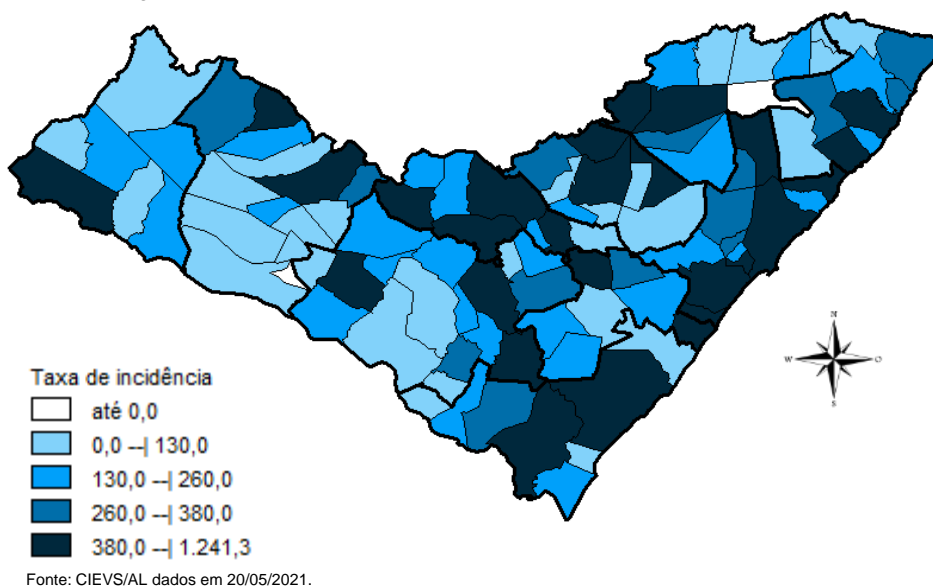 N
W
O
S
Taxa de incidência
até 0,0
0,0 --| 130,0
130,0 --| 260,0
260,0 --| 380,0
380,0 --| 1.241,3
Fonte: CIEVS/AL dados em 20/05/2021.